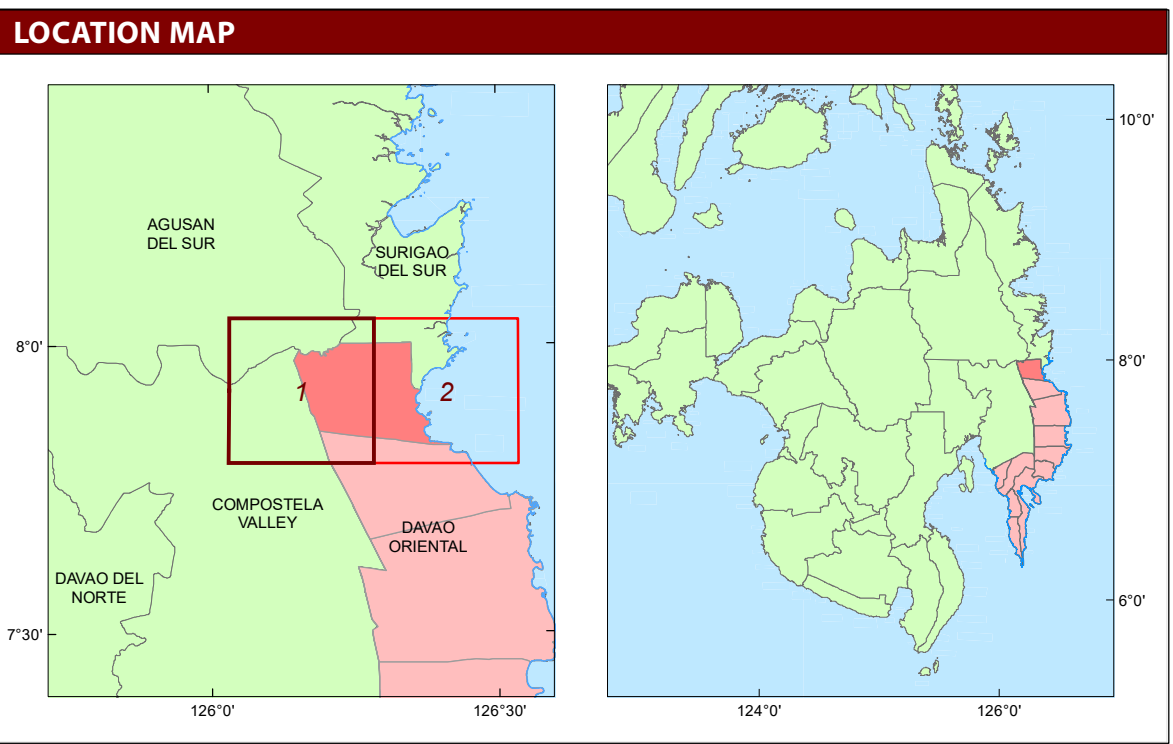 LOCATION MAP
AGUSAN
DEL SUR
SURIGAO
DEL SUR
8°0'
1
2
COMPOSTELA
VALLEY
DAVAO
ORIENTAL
DAVAO DEL
NORTE
7°30'
126°0'
126°30'
10°0'
8°0'
6°0'
124°0'
126°0'